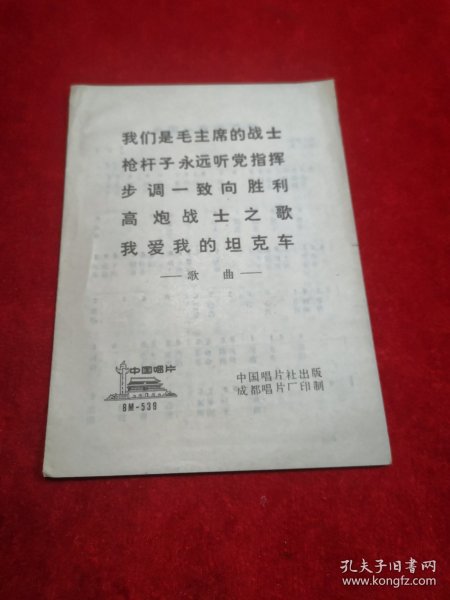 我们是毛主席的战士
枪杆子永远听党指挥
步调一致向胜利
高炮战士之歌
我爱我的坦克车
—歌曲—
中国唱片
BM-539
中国唱片社出版
成都唱片厂印制
孔夫子旧书网
www.kongfz.com